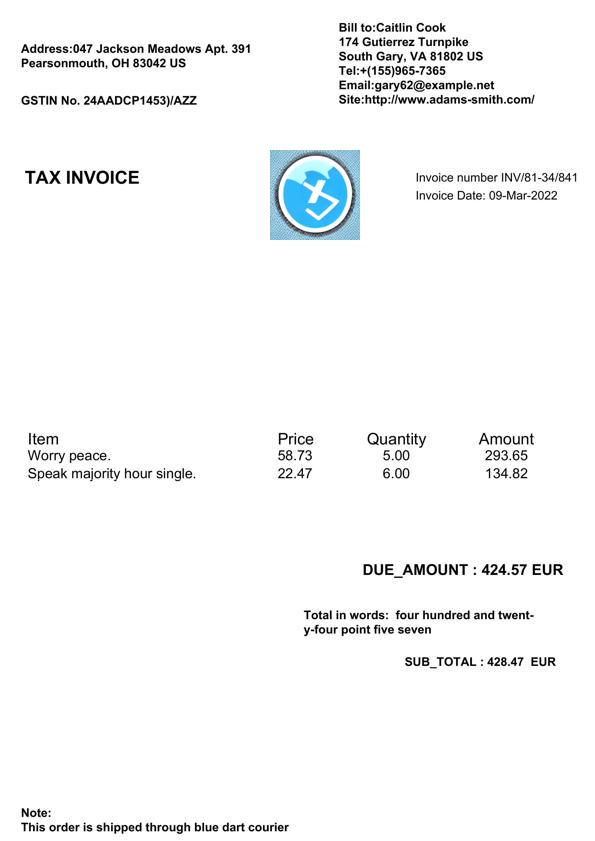 Address:047 Jackson Meadows Apt. 391
Pearsonmouth, OH 83042 US
GSTIN No. 24AADCP1453)/AZZ
Bill to:Caitlin Cook
174 Gutierrez Turnpike
South Gary, VA 81802 US
Tel:+(155)965-7365
Email:gary62@example.net
Site:http://www.adams-smith.com/
TAX INVOICE
Invoice number INV/81-34/841
Invoice Date: 09-Mar-2022
Item Price Quantity Amount
Worry peace. 58.73 5.00 293.65
Speak majority hour single. 22.47 6.00 134.82
DUE_AMOUNT : 424.57 EUR
Total in words: four hundred and twent-
y-four point five seven
SUB_TOTAL : 428.47 EUR
Note:
This order is shipped through blue dart courier